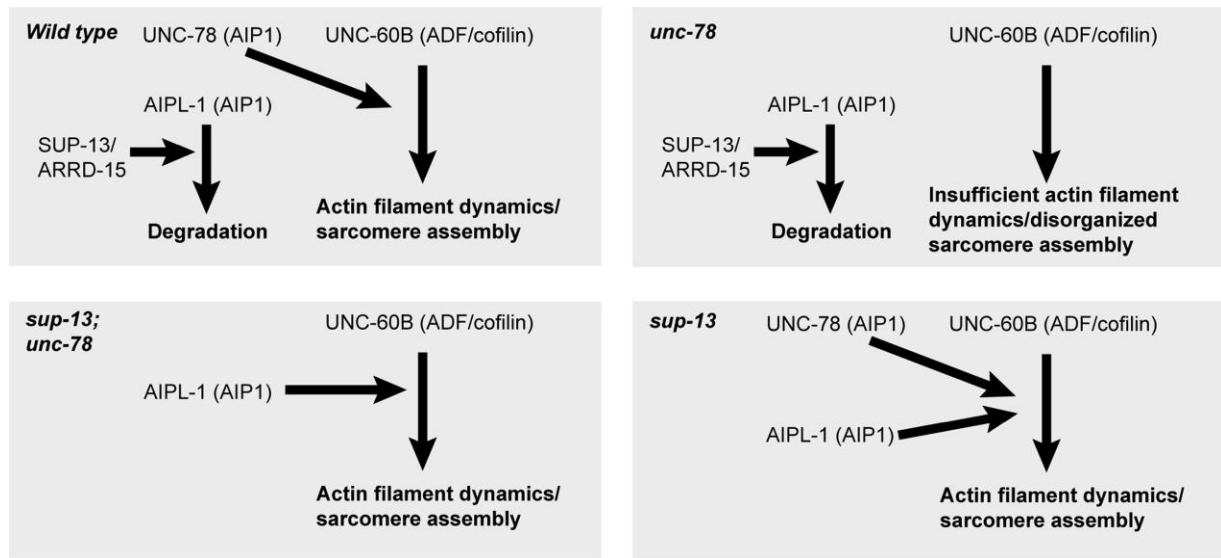 Wild type
UNC-78 (AIP1)
UNC-60B (ADF/cofilin)
AIPL-1 (AIP1)
SUP-13/
ARRD-15
Degradation
Actin filament dynamics/
sarcomere assembly
unc-78
UNC-60B (ADF/cofilin)
AIPL-1 (AIP1)
SUP-13/
ARRD-15
Degradation
Insufficient actin filament
dynamics/disorganized
sarcomere assembly
sup-13;
unc-78
UNC-60B (ADF/cofilin)
AIPL-1 (AIP1)
Actin filament dynamics/
sarcomere assembly
sup-13
UNC-78 (AIP1)
UNC-60B (ADF/cofilin)
AIPL-1 (AIP1)
Actin filament dynamics/
sarcomere assembly